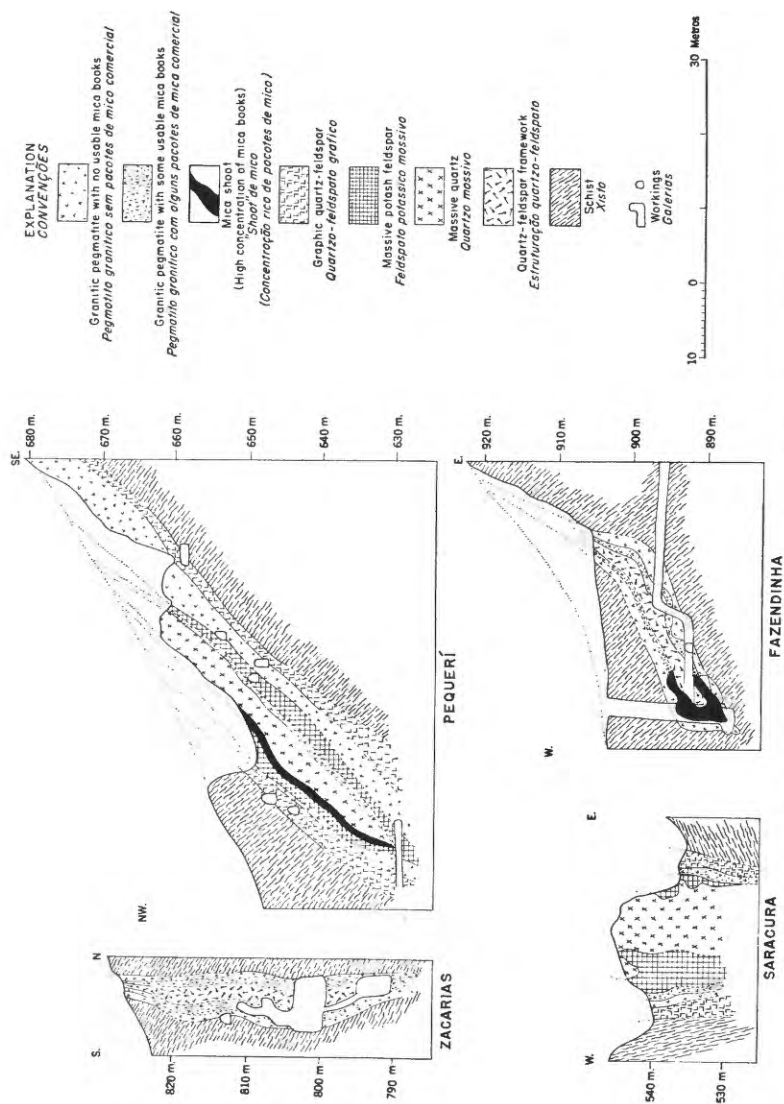 EXPLANATION
CONVENÇÕES
Granitic pegmatite with no usable mica books
Pegmatito granítico sem pacotes de mica comercial
Granitic pegmatite with some usable mica books
Pegmatito granítico com alguns pacotes de mica comercial
Mica shoot
(High concentration of mica books)
"Shoot" de mica
(Concentração rica de pacotes de mica)
Graphic quartz-feldspar
Quartzo-feldspato grafico
Massive potash feldspar
Feldspato potassico massivo
Massive quartz
Quartzo massivo
Quartz-feldspar framework
Estruturação quartzo-feldspato
Schist
Xisto
Workings
Galerias
10 0 30 Metros
NW. SE.
680 m.
670 m.
660 m.
650 m.
640 m.
630 m.
PEQUERÍ
W. E.
920 m.
910 m.
900 m.
890 m.
FAZENDINHA
S. N
820 m
810 m.
800 m.
790 m.
ZACARIAS
W. E.
540 m
530 m.
SARACURA